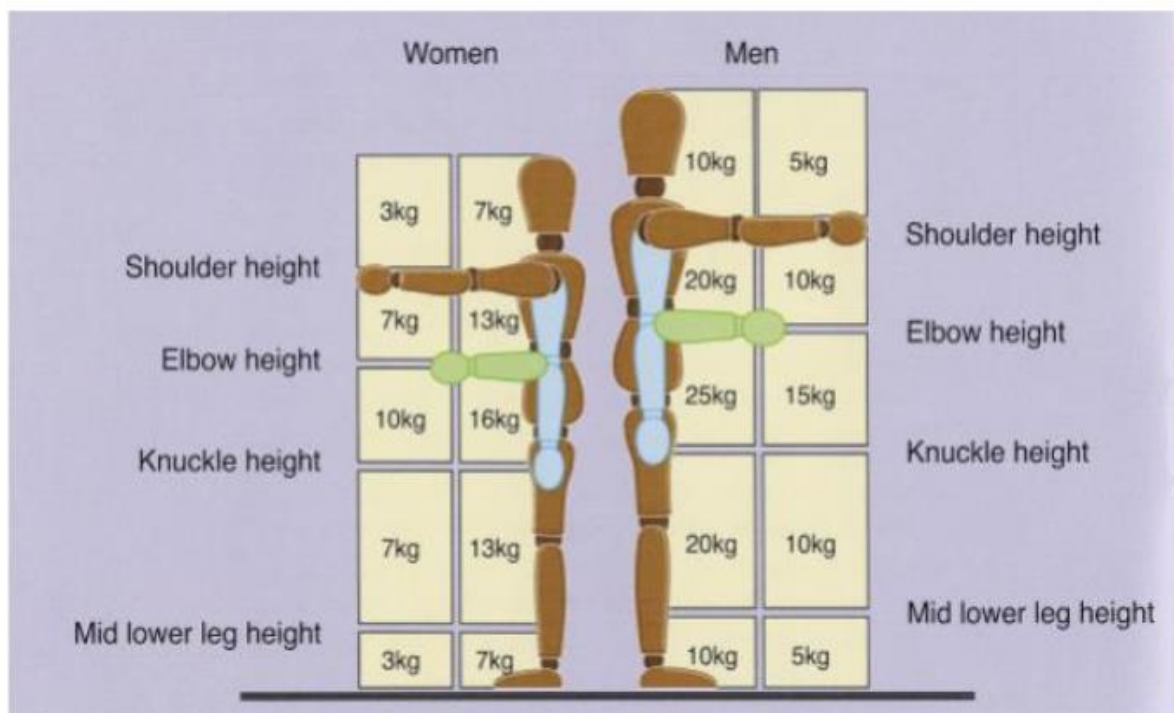 Women
Men
10kg 5kg
3kg 7kg
Shoulder height
Shoulder height
20kg 10kg
7kg 13kg
Elbow height
Elbow height
25kg 15kg
10kg 16kg
Knuckle height
Knuckle height
7kg 13kg
20kg 10kg
Mid lower leg height
Mid lower leg height
3kg 7kg
10kg 5kg